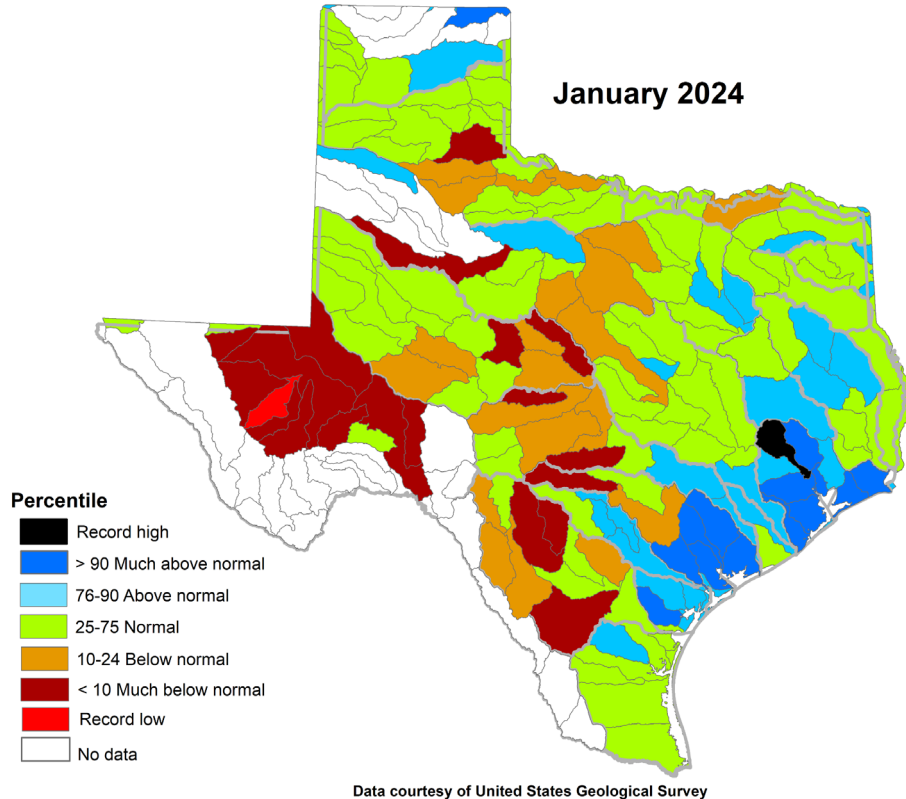 January 2024
Percentile
Record high
> 90 Much above normal
76-90 Above normal
25-75 Normal
10-24 Below normal
< 10 Much below normal
Record low
No data
Data courtesy of United States Geological Survey